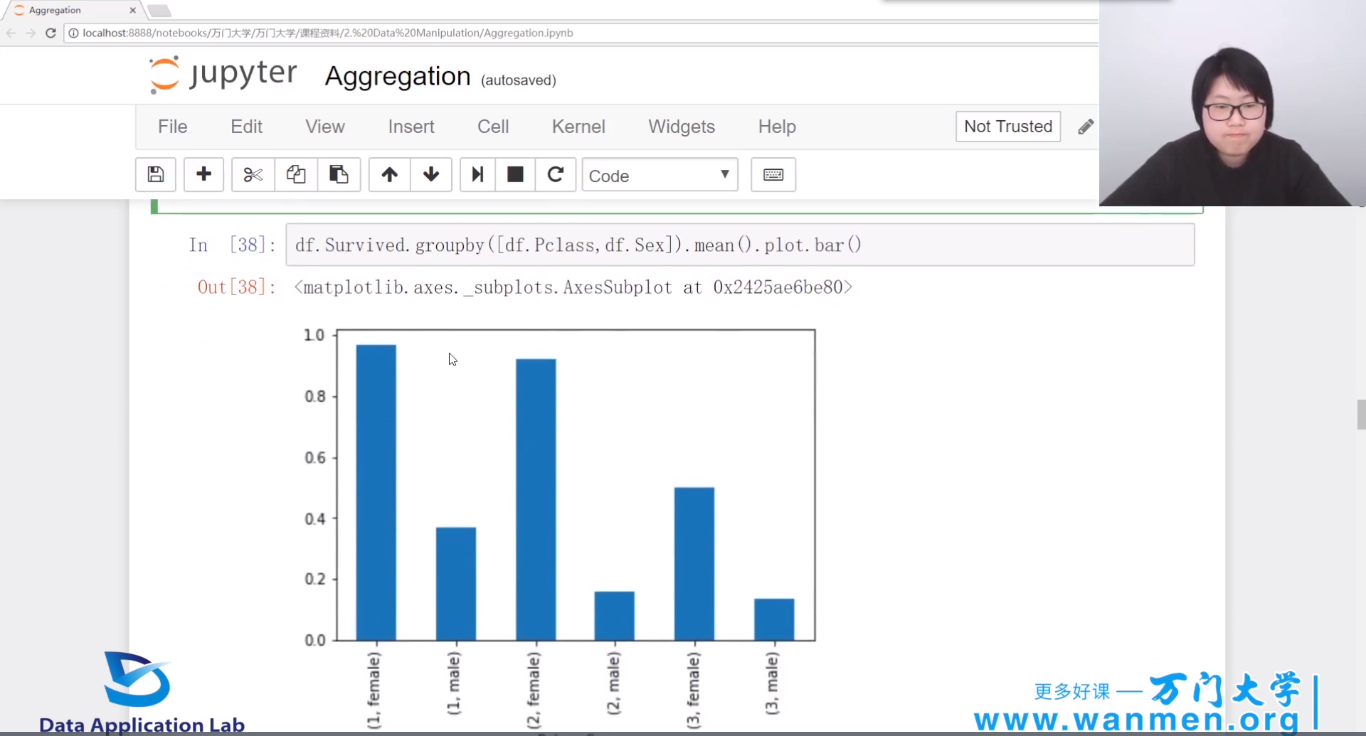 Aggregation
localhost:8888/notebooks/万门大学/万门大学/课程资料/2.%20Data%20Manipulation/Aggregation.ipynb
jupyter Aggregation (autosaved)
File Edit View Insert Cell Kernel Widgets Help Not Trusted
Code
In [38]: df.Survived.groupby([df.Pclass,df.Sex]).mean().plot.bar()
Out[38]: <matplotlib.axes._subplots.AxesSubplot at 0x2425ae6be80>
1.0
0.8
0.6
0.4
0.2
0.0
(1, female) (1, male) (2, female) (2, male) (3, female) (3, male)
Data Application Lab
更多好课 — 万门大学
www.wanmen.org